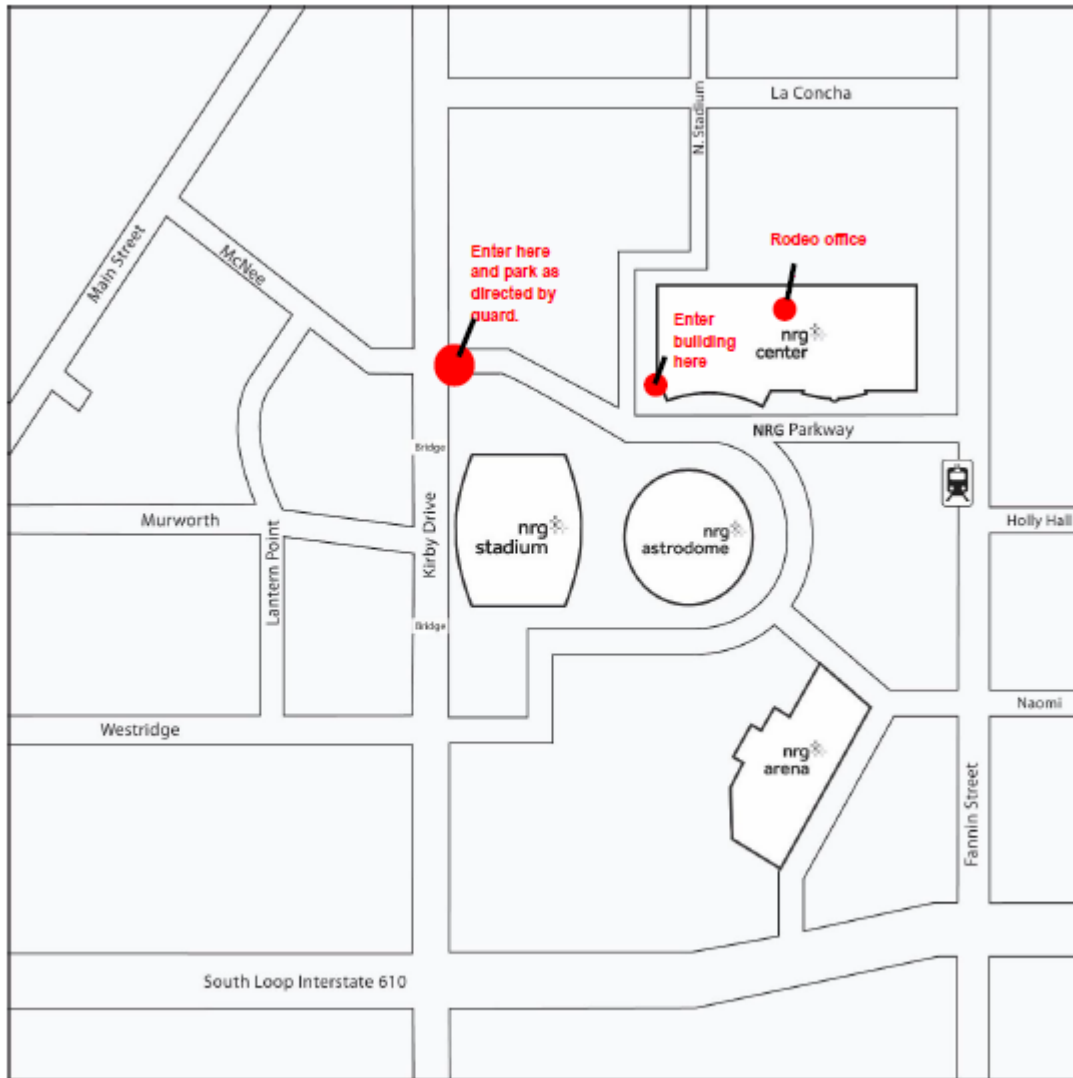 La Concha
N. Stadium
Main Street
McNee
Enter here
and park as
directed by
guard.
Rodeo office
Enter
building
here
nrg
center
NRG Parkway
Bridge
Murworth
Lantern Point
Kirby Drive
nrg
stadium
nrg
astrodome
Holly Hall
Bridge
Westridge
Naomi
nrg
arena
Fannin Street
South Loop Interstate 610